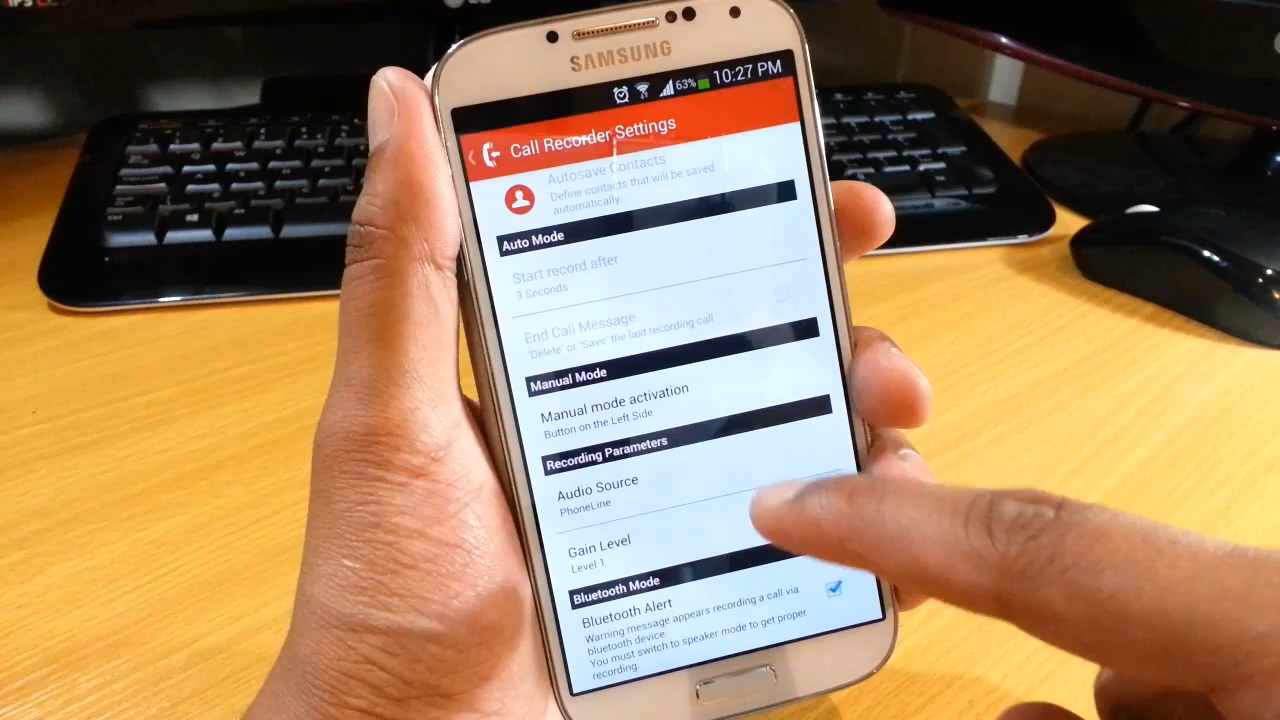 LG
SAMSUNG
63% 10:27 PM
Call Recorder Settings
Autosave Contacts
Define contacts that will be saved
automatically.
Auto Mode
Start record after
3 Seconds
End Call Message
'Delete' or 'Save' the last recording call
Manual Mode
Manual mode activation
Button on the Left Side
Recording Parameters
Audio Source
PhoneLine
Gain Level
Level 1
Bluetooth Mode
Bluetooth Alert
Warning message appears recording a call via
bluetooth device
You must switch to speaker mode to get proper
recording.